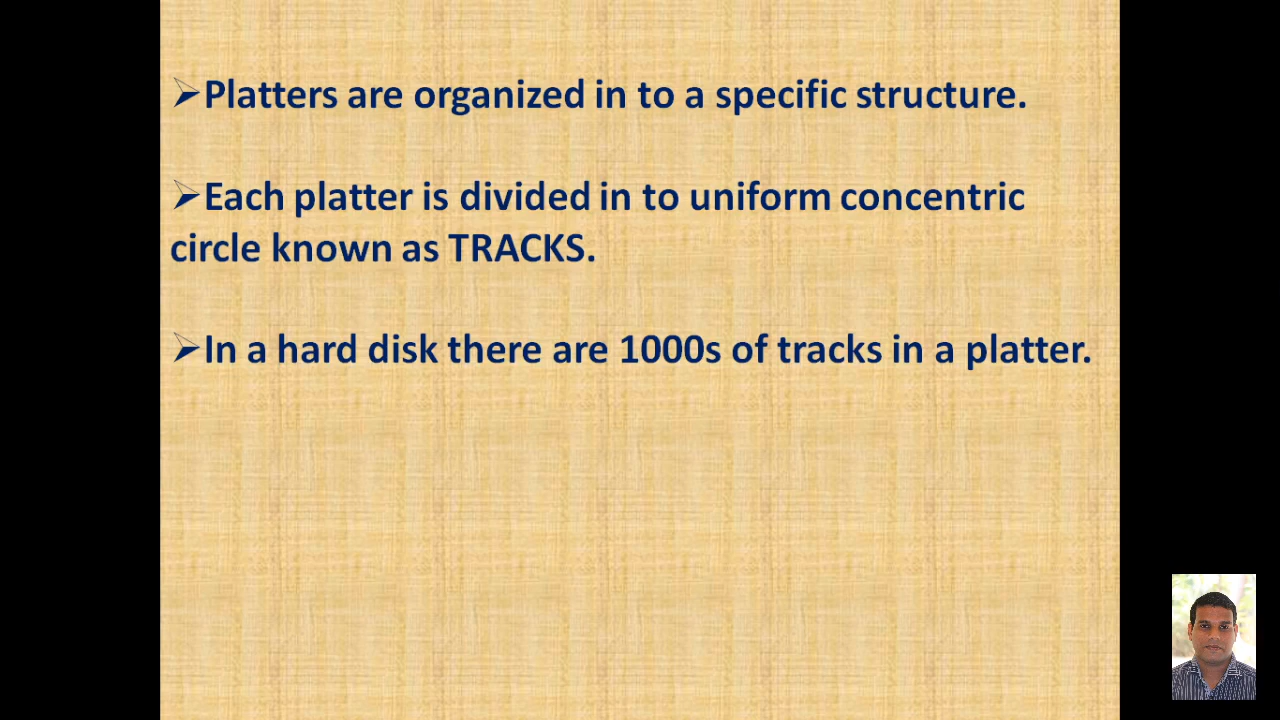 ➢Platters are organized in to a specific structure.
➢Each platter is divided in to uniform concentric
circle known as TRACKS.
➢In a hard disk there are 1000s of tracks in a platter.